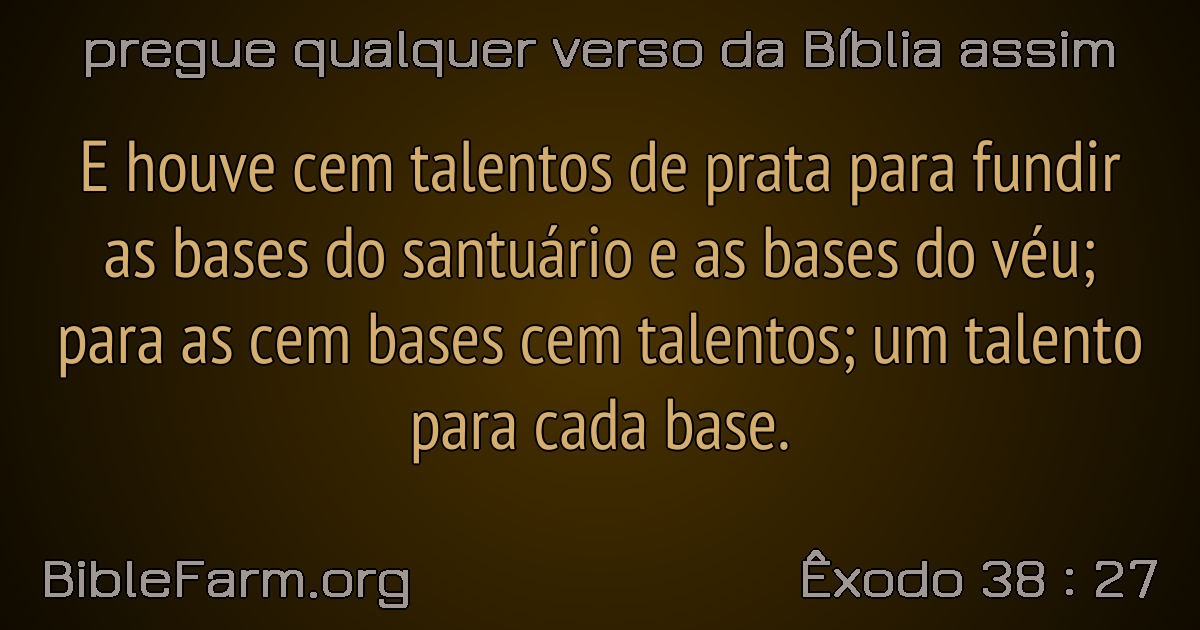 pregue qualquer verso da Bíblia assim
E houve cem talentos de prata para fundir
as bases do santuário e as bases do véu;
para as cem bases cem talentos; um talento
para cada base.
BibleFarm.org
Êxodo 38 : 27